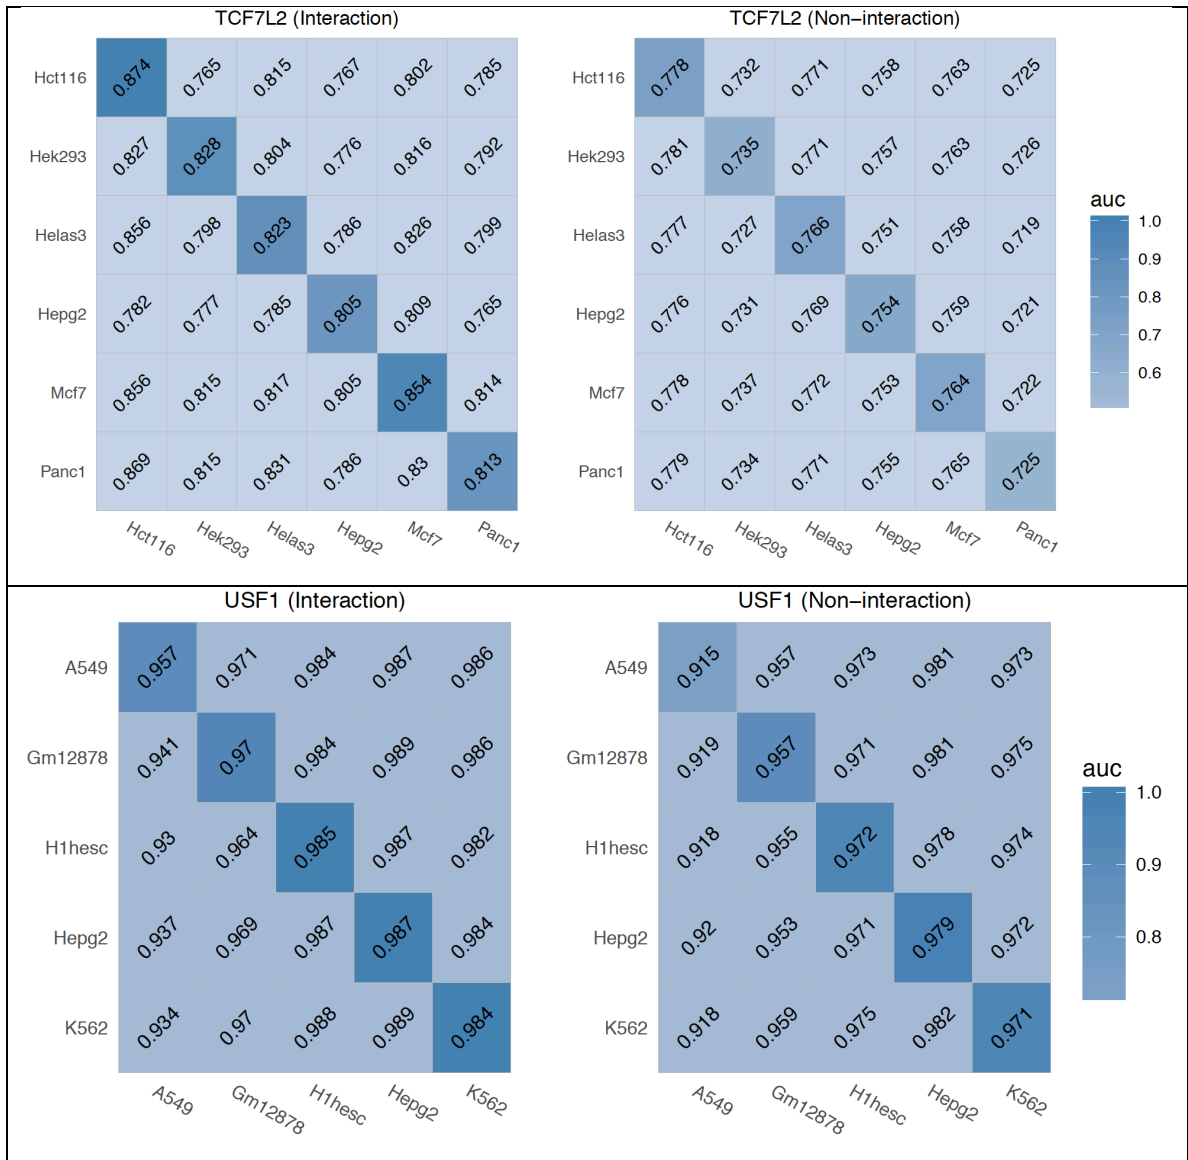 TCF7L2 (Interaction)
Hct116 0.874 0.765 0.815 0.767 0.802 0.785
Hek293 0.827 0.828 0.804 0.776 0.816 0.792
Helas3 0.856 0.798 0.823 0.786 0.826 0.799
Hepg2 0.782 0.777 0.785 0.805 0.809 0.765
Mcf7 0.856 0.815 0.817 0.805 0.854 0.814
Panc1 0.869 0.815 0.831 0.786 0.83 0.813
Hct116 Hek293 Helas3 Hepg2 Mcf7 Panc1
TCF7L2 (Non−interaction)
Hct116 0.778 0.732 0.771 0.758 0.763 0.725
Hek293 0.781 0.735 0.771 0.757 0.763 0.726
Helas3 0.777 0.727 0.766 0.751 0.758 0.719
Hepg2 0.776 0.731 0.769 0.754 0.759 0.721
Mcf7 0.778 0.737 0.772 0.753 0.764 0.722
Panc1 0.779 0.734 0.771 0.755 0.765 0.725
Hct116 Hek293 Helas3 Hepg2 Mcf7 Panc1
auc
1.0
0.9
0.8
0.7
0.6
USF1 (Interaction)
A549 0.957 0.971 0.984 0.987 0.986
Gm12878 0.941 0.97 0.984 0.989 0.986
H1hesc 0.93 0.964 0.985 0.987 0.982
Hepg2 0.937 0.969 0.987 0.987 0.984
K562 0.934 0.97 0.988 0.989 0.984
A549 Gm12878 H1hesc Hepg2 K562
USF1 (Non−interaction)
A549 0.915 0.957 0.973 0.981 0.973
Gm12878 0.919 0.957 0.971 0.981 0.975
H1hesc 0.918 0.955 0.972 0.978 0.974
Hepg2 0.92 0.953 0.971 0.979 0.972
K562 0.918 0.959 0.975 0.982 0.971
A549 Gm12878 H1hesc Hepg2 K562
auc
1.0
0.9
0.8